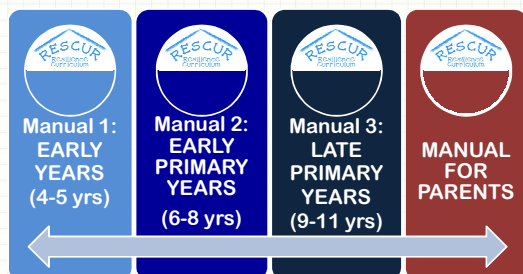 RESCUR
Resilience
Curriculum
Manual 1:
EARLY
YEARS
(4-5 yrs)
RESCUR
Resilience
Curriculum
Manual 2:
EARLY
PRIMARY
YEARS
(6-8 yrs)
RESCUR
Resilience
Curriculum
Manual 3:
LATE
PRIMARY
YEARS
(9-11 yrs)
RESCUR
Resilience
Curriculum
MANUAL
FOR
PARENTS